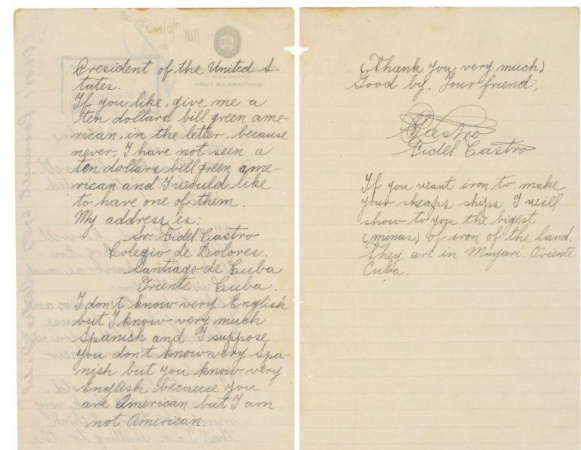 President of the United S-
tates.
If you like, give me a
ten dollars bill green ame-
rican, in the letter, because
never, I have not seen a
ten dollars bill green ame-
rican and I would like
to have one of them.
My address is:
Sr. Fidel Castro
Colegio de Dolores.
Santiago de Cuba
Oriente. Cuba.
I don't know very English
but I know very much
Spanish and I suppose
you don't know very Spa-
nish but you know very
English because you
are American but I am
not American.
(Thank you very much)
Good by. Your friend,
Castro
Fidel Castro
If you want iron to make
your sheaps ships I will
show to you the bigest
(minas) of iron of the land.
They are in Mayari. Oriente
Cuba.